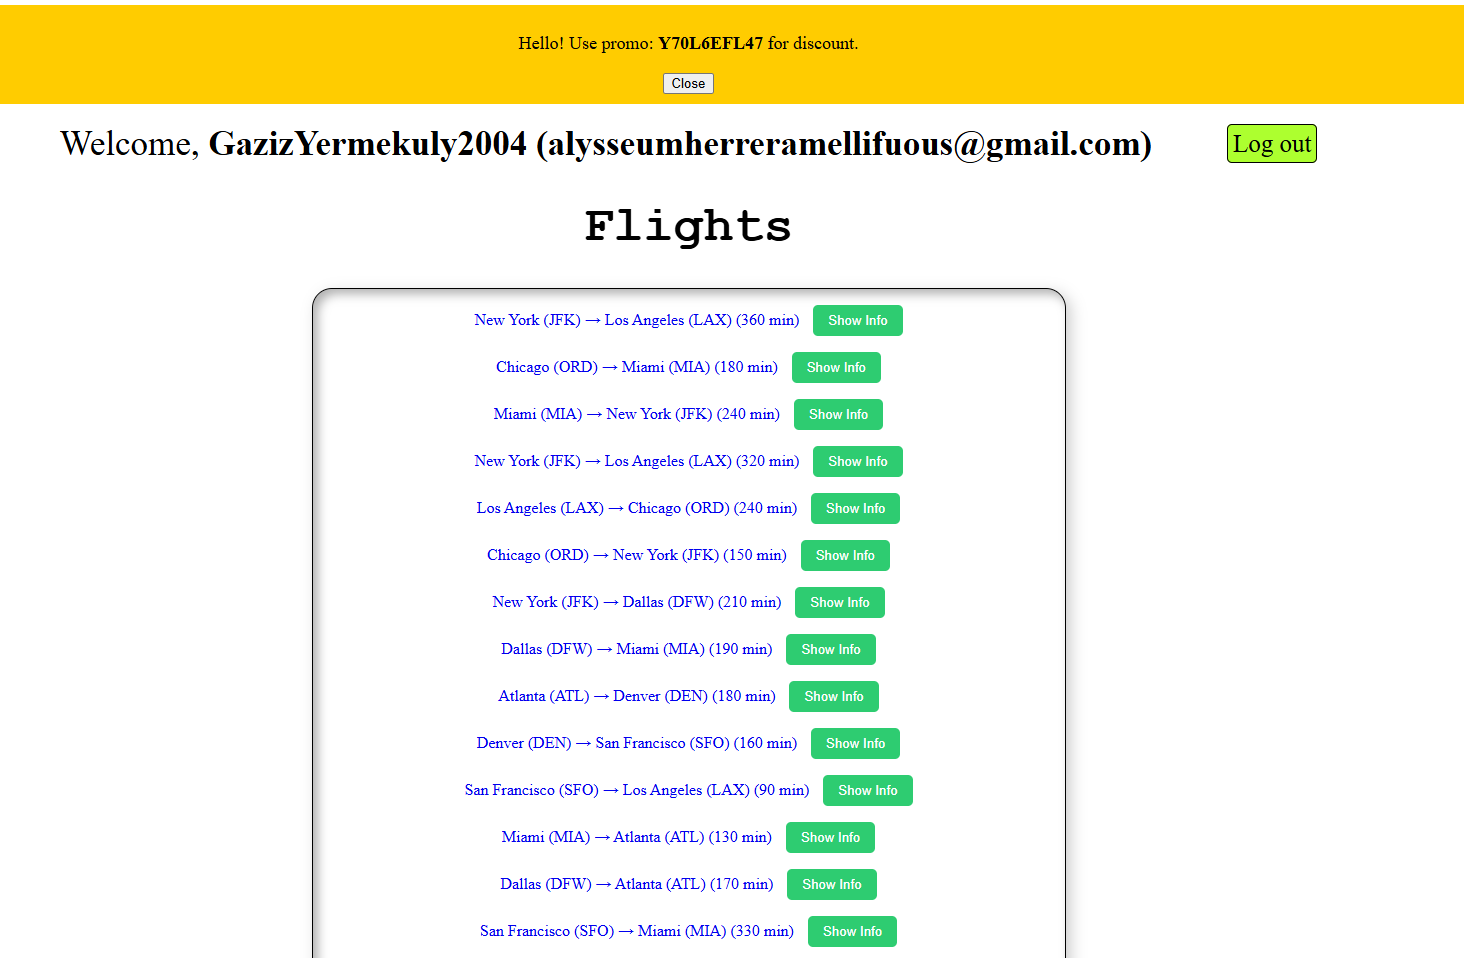 Hello! Use promo: Y70L6EFL47 for discount.
Close
Welcome, GazizYermekuly2004 (alysseumherreramellifuous@gmail.com)
Log out
Flights
New York (JFK) → Los Angeles (LAX) (360 min) Show Info
Chicago (ORD) → Miami (MIA) (180 min) Show Info
Miami (MIA) → New York (JFK) (240 min) Show Info
New York (JFK) → Los Angeles (LAX) (320 min) Show Info
Los Angeles (LAX) → Chicago (ORD) (240 min) Show Info
Chicago (ORD) → New York (JFK) (150 min) Show Info
New York (JFK) → Dallas (DFW) (210 min) Show Info
Dallas (DFW) → Miami (MIA) (190 min) Show Info
Atlanta (ATL) → Denver (DEN) (180 min) Show Info
Denver (DEN) → San Francisco (SFO) (160 min) Show Info
San Francisco (SFO) → Los Angeles (LAX) (90 min) Show Info
Miami (MIA) → Atlanta (ATL) (130 min) Show Info
Dallas (DFW) → Atlanta (ATL) (170 min) Show Info
San Francisco (SFO) → Miami (MIA) (330 min) Show Info